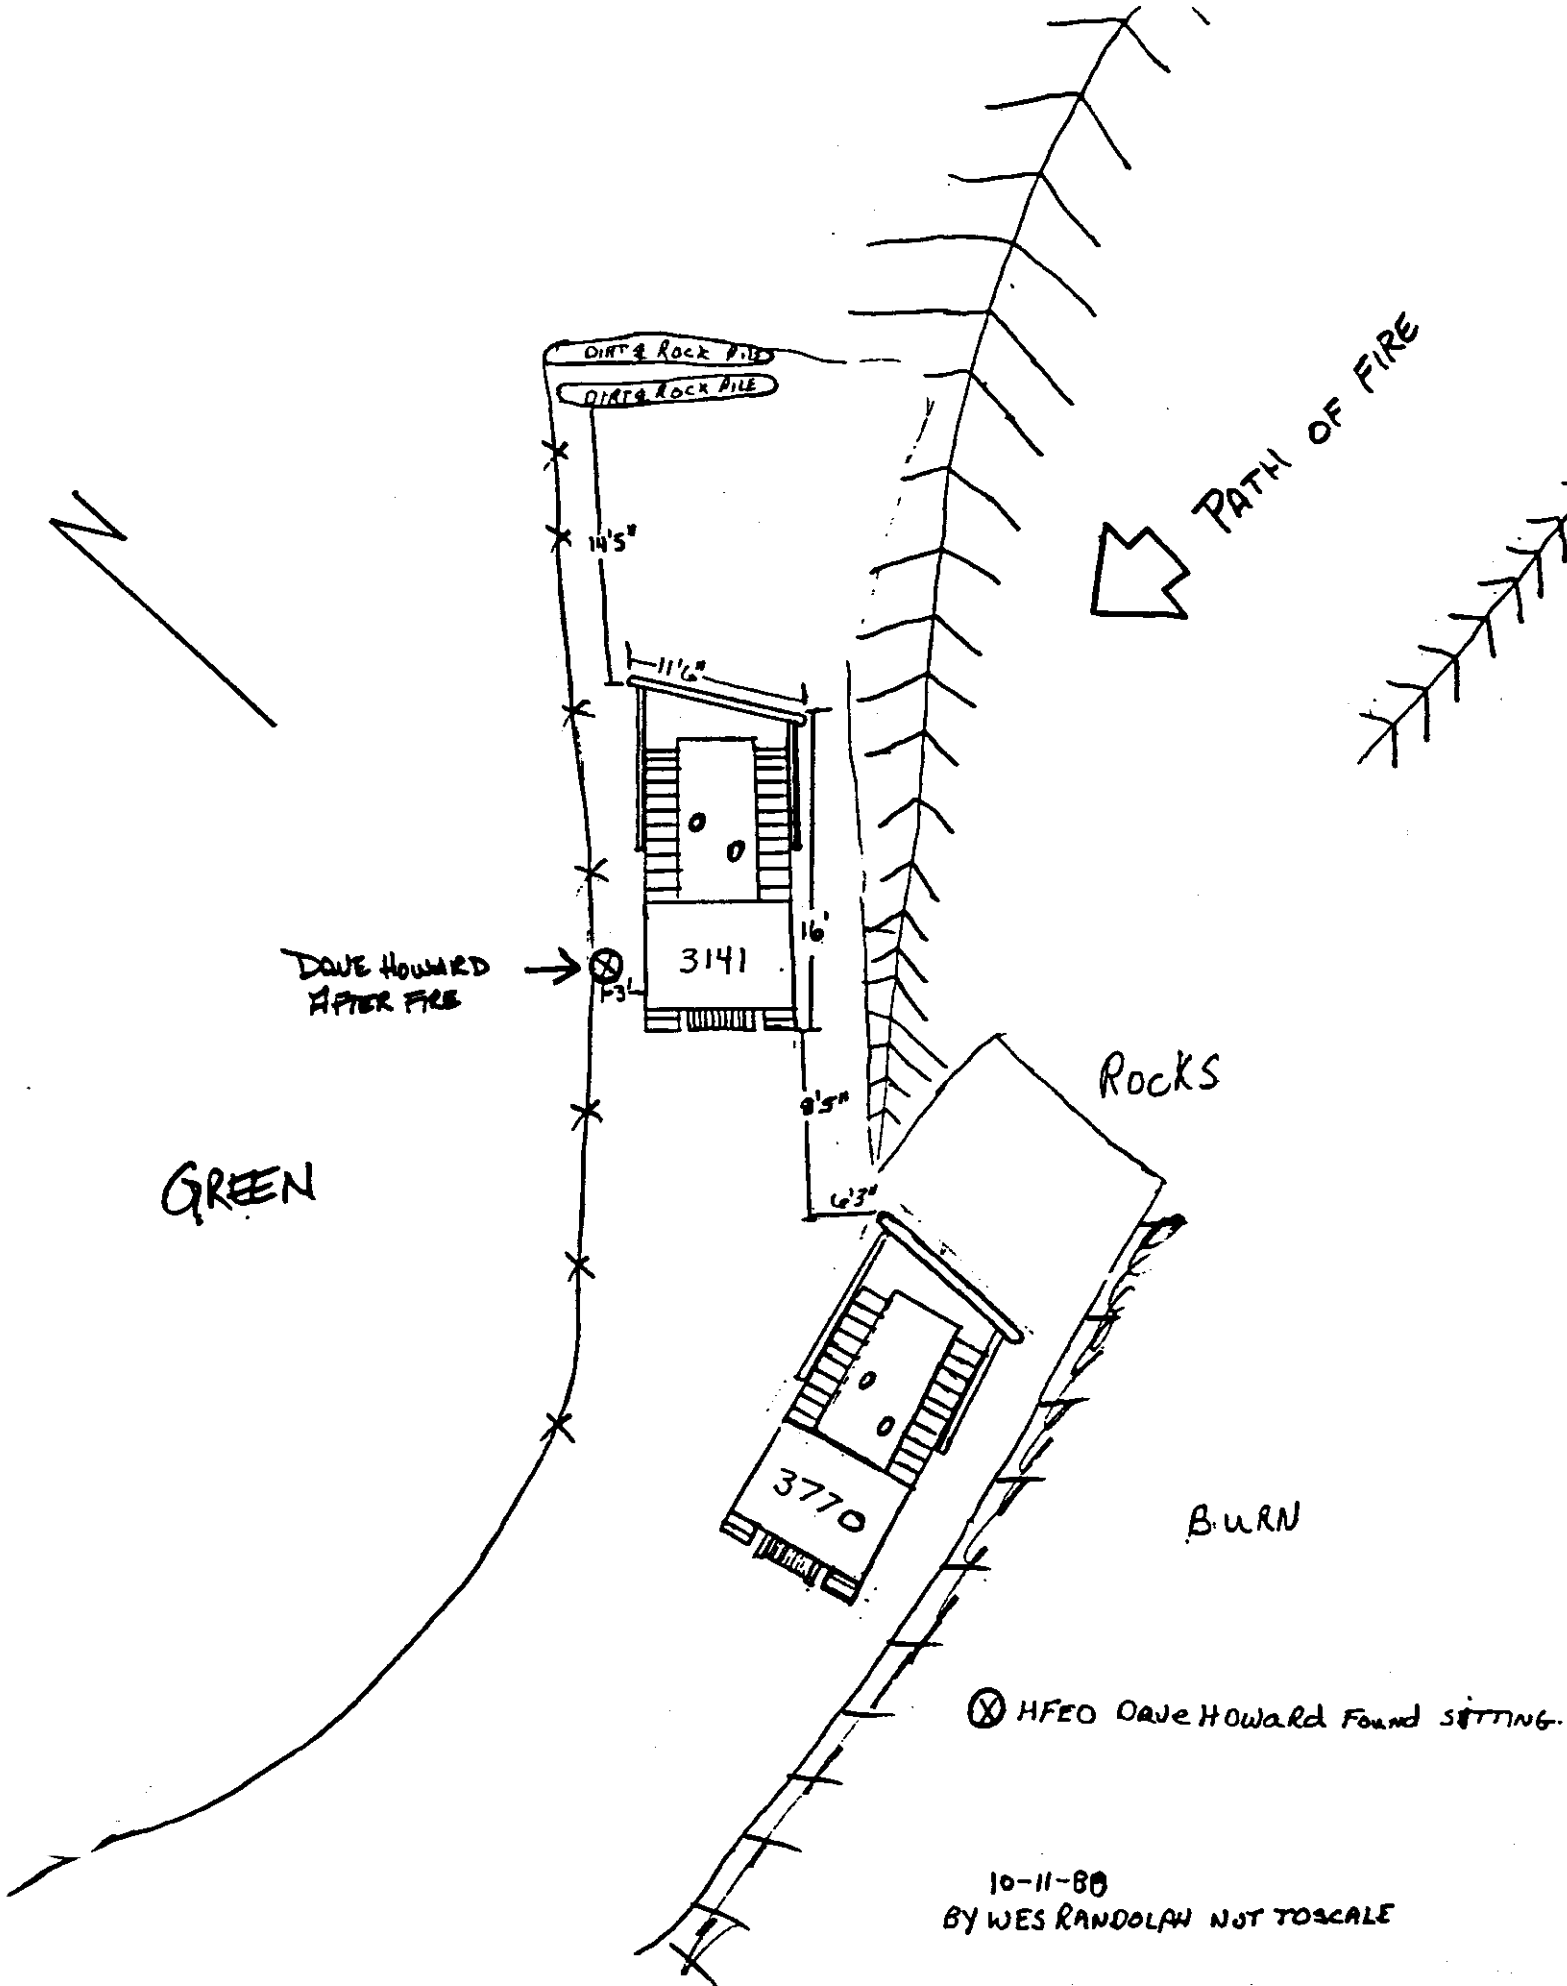 DIRT & ROCK PILE
DIRT & ROCK PILE
PATH OF FIRE
N
14'5"
11'6"
16'
3141
DAVE HOWARD
AFTER FIRE
3'
ROCKS
8'5"
GREEN
6'3"
3770
BURN
HFEO Dave Howard Found SITTING.
10-11-88
BY WES RANDOLPH NOT TO SCALE